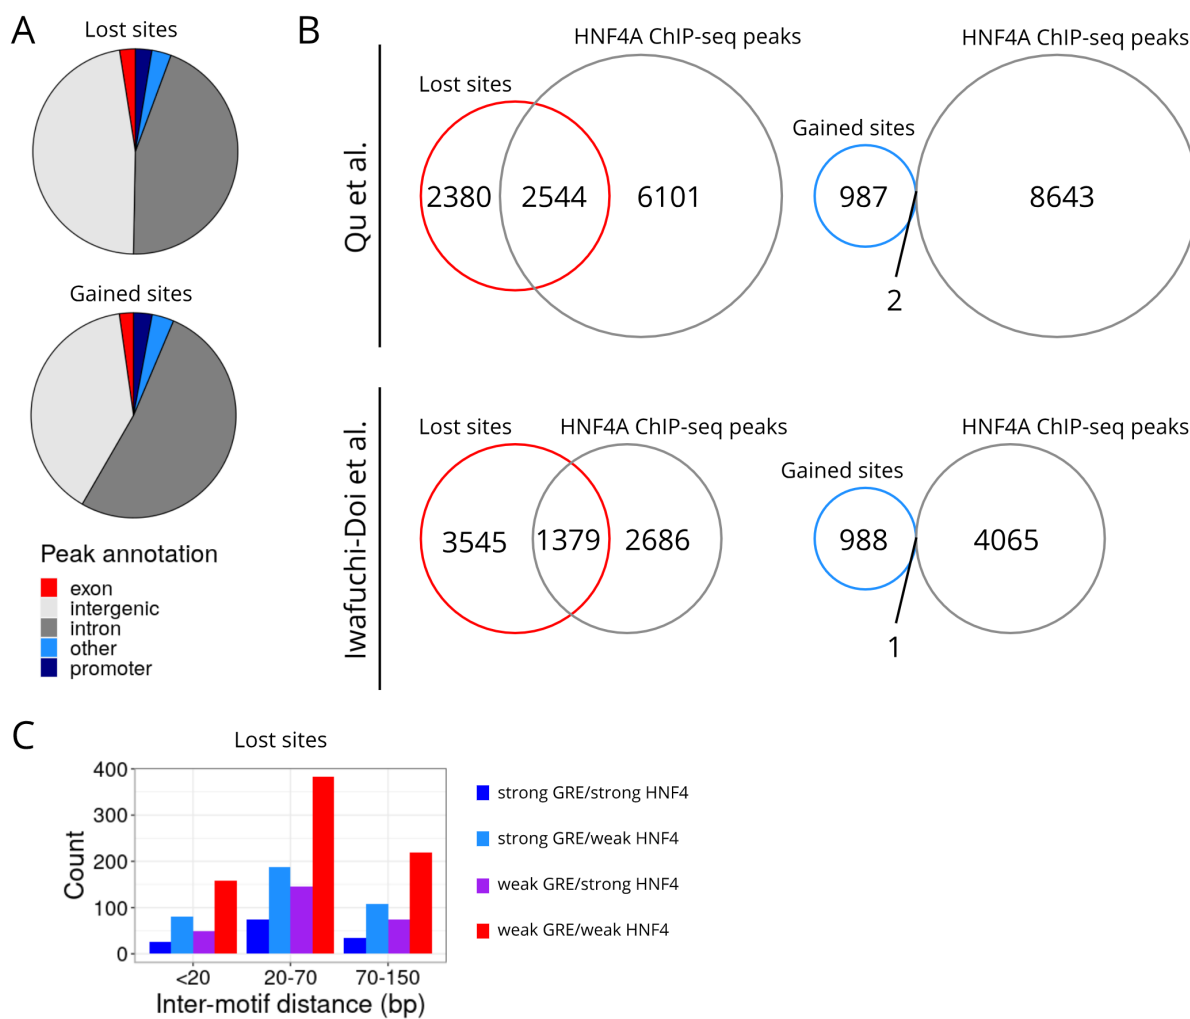 A
Lost sites
Gained sites
Peak annotation
exon
intergenic
intron
other
promoter
B
Qu et al.
HNF4A ChIP-seq peaks
Lost sites
2380
2544
6101
HNF4A ChIP-seq peaks
Gained sites
987
8643
2
Iwafuchi-Doi et al.
Lost sites
HNF4A ChIP-seq peaks
3545
1379
2686
HNF4A ChIP-seq peaks
Gained sites
988
4065
1
C
Lost sites
Count
400
300
200
100
0
<20
20-70
70-150
Inter-motif distance (bp)
strong GRE/strong HNF4
strong GRE/weak HNF4
weak GRE/strong HNF4
weak GRE/weak HNF4